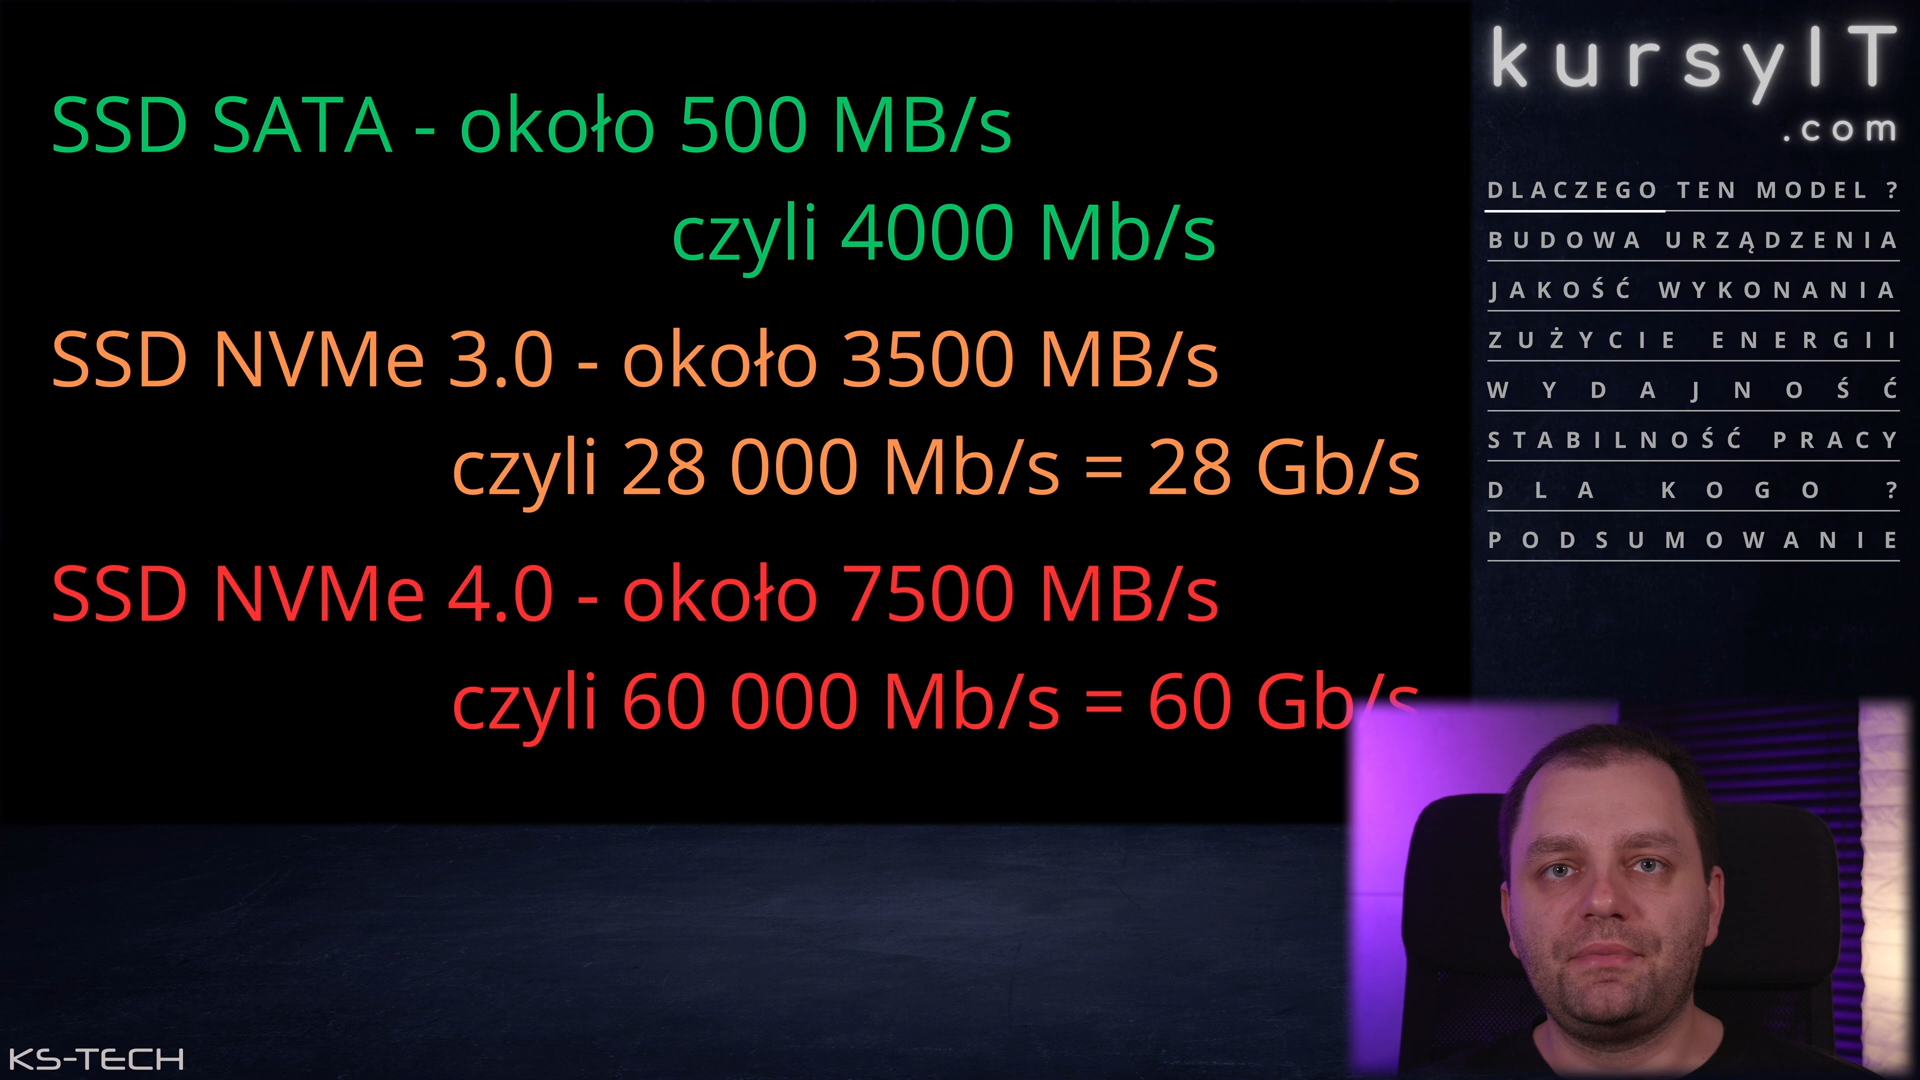 SSD SATA - około 500 MB/s
czyli 4000 Mb/s
SSD NVMe 3.0 - około 3500 MB/s
czyli 28 000 Mb/s = 28 Gb/s
SSD NVMe 4.0 - około 7500 MB/s
czyli 60 000 Mb/s = 60 Gb/s
kursyIT
.com
DLACZEGO TEN MODEL ?
BUDOWA URZĄDZENIA
JAKOŚĆ WYKONANIA
ZUŻYCIE ENERGII
WYDAJNOŚĆ
STABILNOŚĆ PRACY
DLA KOGO ?
PODSUMOWANIE
KS-TECH